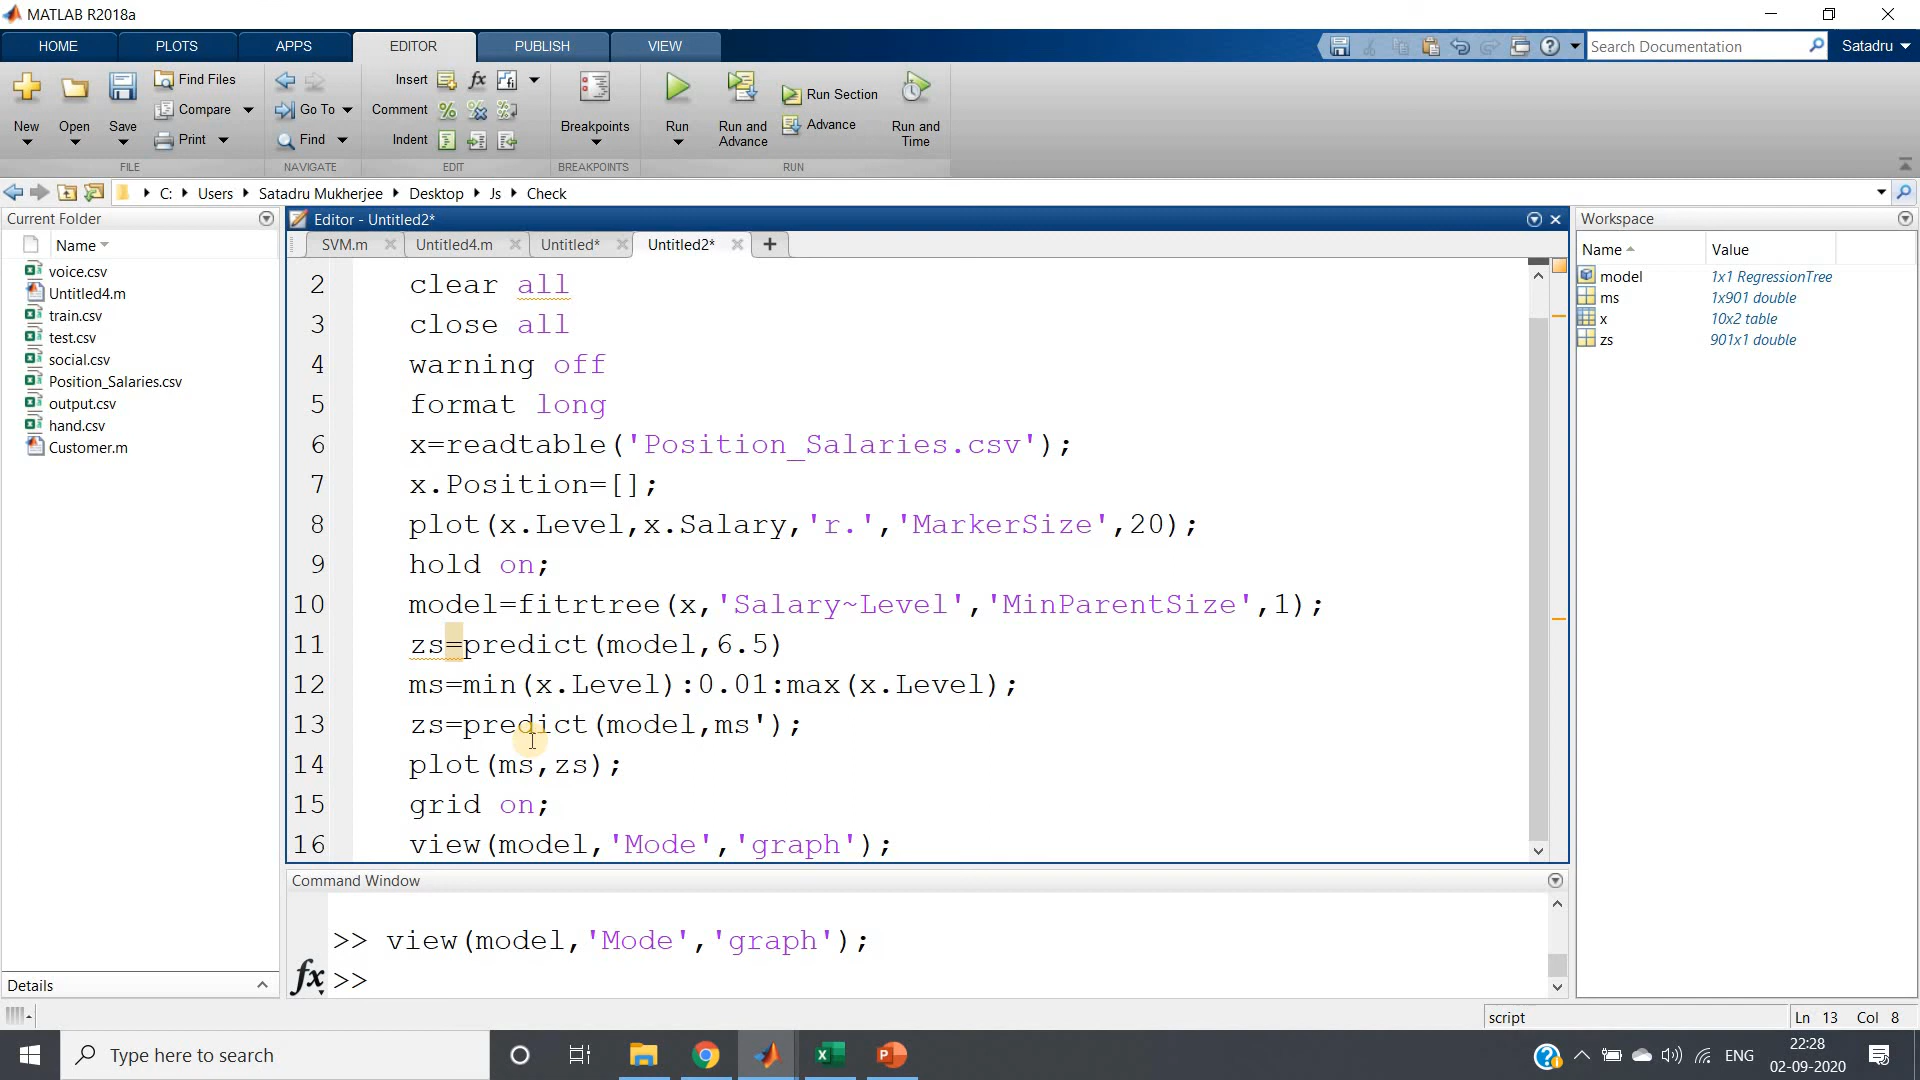 MATLAB R2018a
HOME PLOTS APPS EDITOR PUBLISH VIEW Search Documentation Satadru
New Open Save Find Files Compare Print Go To Find Insert fx Comment Indent Breakpoints Run Run and Advance Run Section Advance Run and Time
FILE NAVIGATE EDIT BREAKPOINTS RUN
C: Users Satadru Mukherjee Desktop Js Check
Current Folder
Name
voice.csv
Untitled4.m
train.csv
test.csv
social.csv
Position_Salaries.csv
output.csv
hand.csv
Customer.m
Details
Editor - Untitled2*
SVM.m Untitled4.m Untitled* Untitled2*
2 clear all
3 close all
4 warning off
5 format long
6 x=readtable('Position_Salaries.csv');
7 x.Position=[];
8 plot(x.Level,x.Salary,'r.','MarkerSize',20);
9 hold on;
10 model=fitrtree(x,'Salary~Level','MinParentSize',1);
11 zs=predict(model,6.5)
12 ms=min(x.Level):0.01:max(x.Level);
13 zs=predict(model,ms');
14 plot(ms,zs);
15 grid on;
16 view(model,'Mode','graph');
Command Window
>> view(model,'Mode','graph');
fx >>
Workspace
Name Value
model 1x1 RegressionTree
ms 1x901 double
x 10x2 table
zs 901x1 double
script Ln 13 Col 8
Type here to search
ENG
22:28
02-09-2020